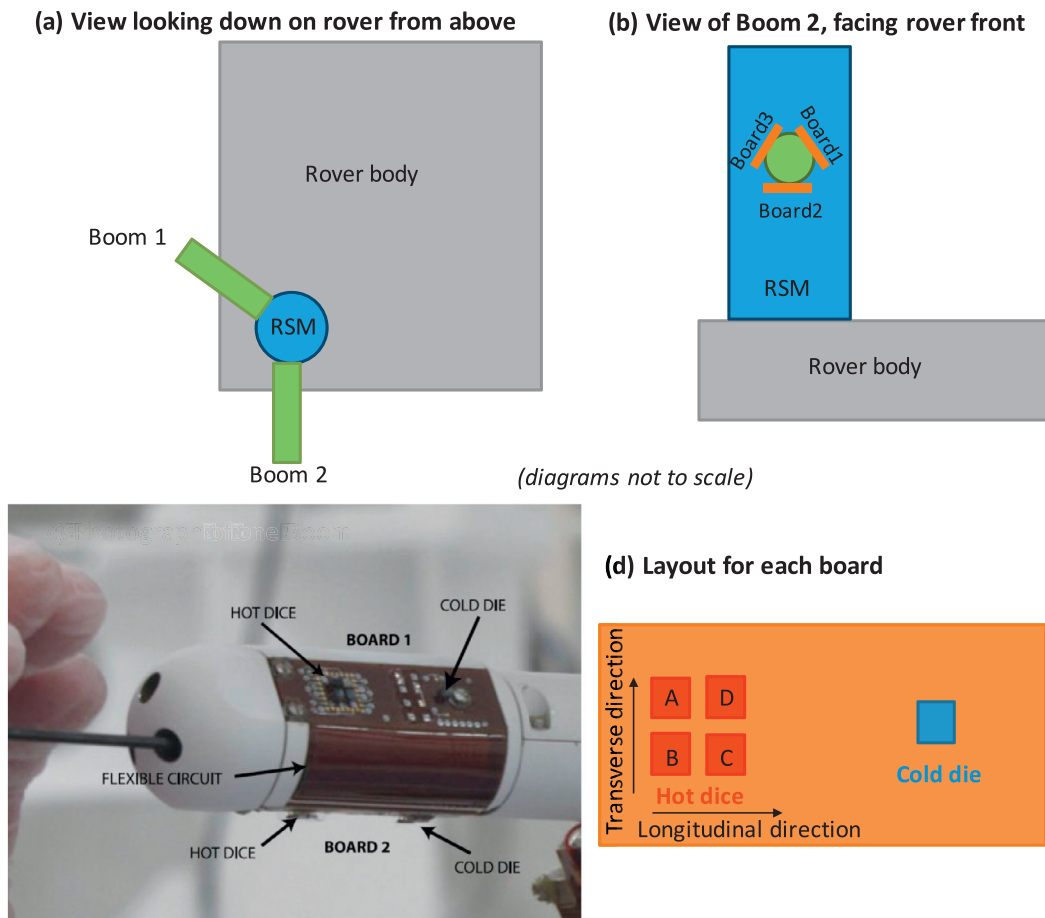 (a) View looking down on rover from above
Rover body
Boom 1
RSM
Boom 2
(b) View of Boom 2, facing rover front
Board3
Board1
Board2
RSM
Rover body
(diagrams not to scale)
HOT DICE
COLD DIE
BOARD 1
FLEXIBLE CIRCUIT
HOT DICE
BOARD 2
COLD DIE
(d) Layout for each board
Transverse direction
A
D
B
C
Hot dice
Longitudinal direction
Cold die